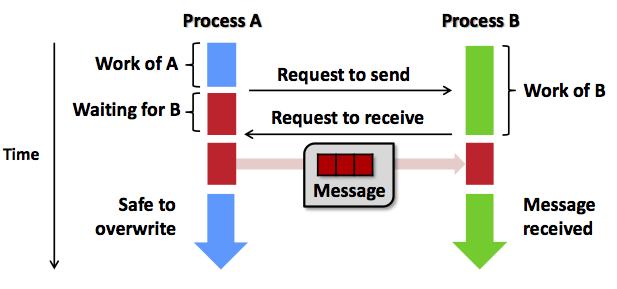 Process A
Process B
Work of A
Request to send
Work of B
Waiting for B
Request to receive
Time
Message
Safe to
overwrite
Message
received